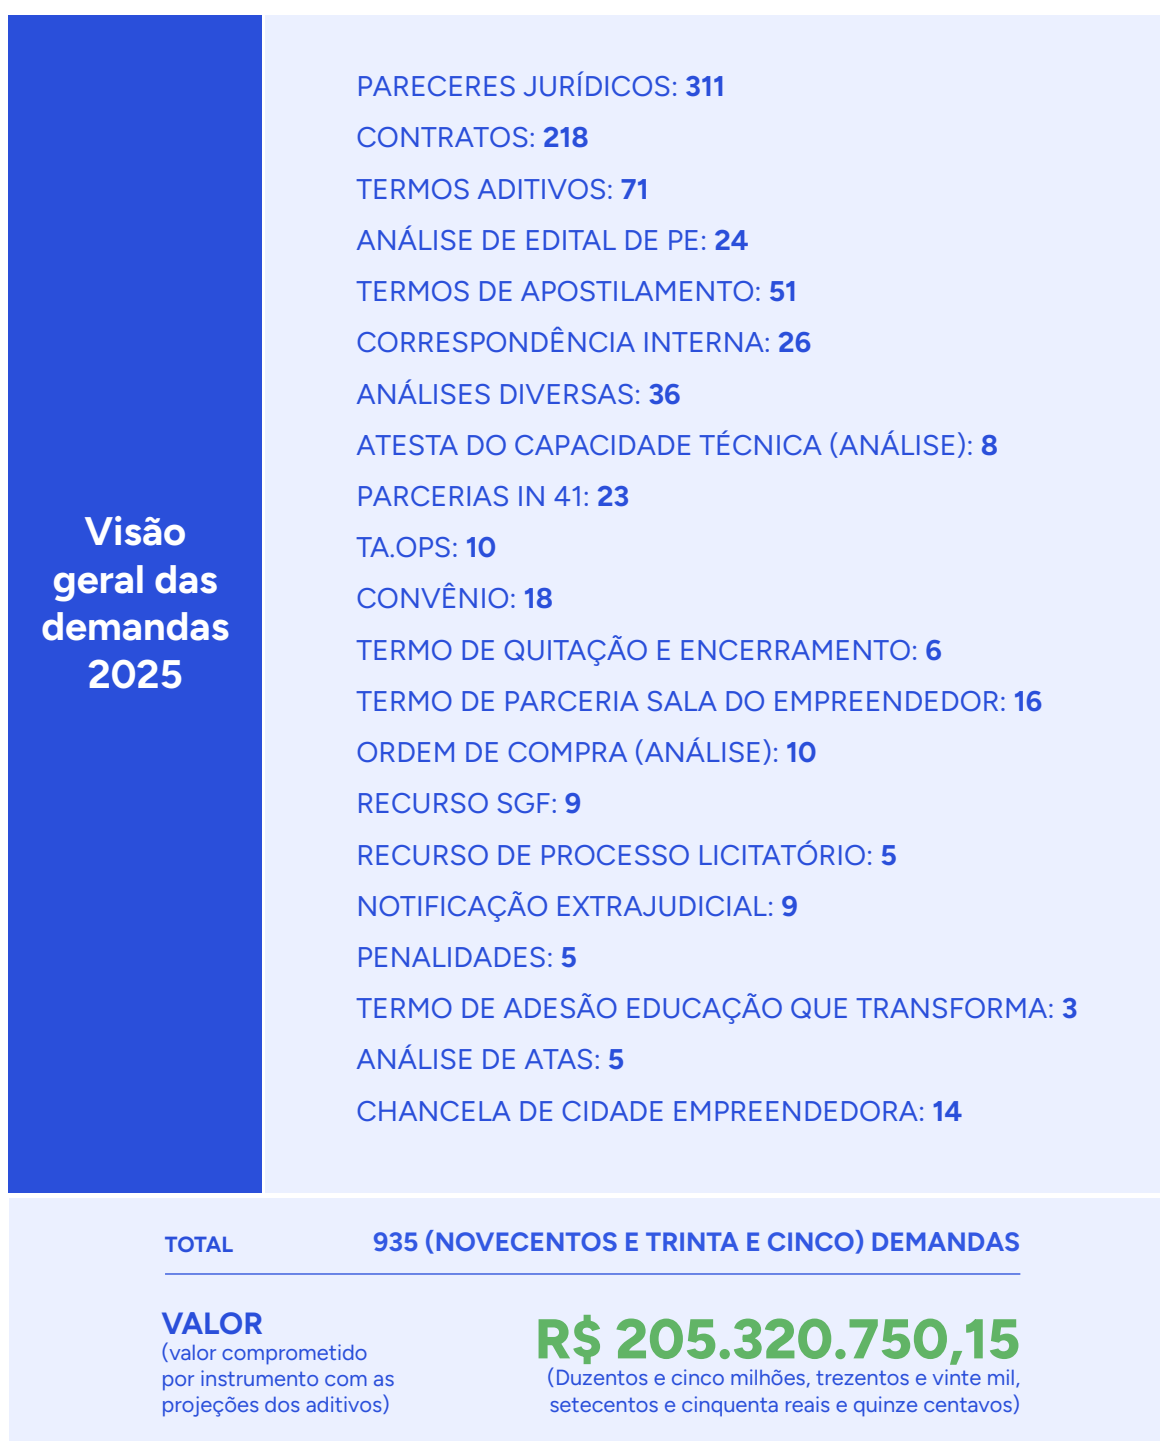 Visão
geral das
demandas
2025
PARECERES JURÍDICOS: 311
CONTRATOS: 218
TERMOS ADITIVOS: 71
ANÁLISE DE EDITAL DE PE: 24
TERMOS DE APOSTILAMENTO: 51
CORRESPONDÊNCIA INTERNA: 26
ANÁLISES DIVERSAS: 36
ATESTA DO CAPACIDADE TÉCNICA (ANÁLISE): 8
PARCERIAS IN 41: 23
TA.OPS: 10
CONVÊNIO: 18
TERMO DE QUITAÇÃO E ENCERRAMENTO: 6
TERMO DE PARCERIA SALA DO EMPREENDEDOR: 16
ORDEM DE COMPRA (ANÁLISE): 10
RECURSO SGF: 9
RECURSO DE PROCESSO LICITATÓRIO: 5
NOTIFICAÇÃO EXTRAJUDICIAL: 9
PENALIDADES: 5
TERMO DE ADESÃO EDUCAÇÃO QUE TRANSFORMA: 3
ANÁLISE DE ATAS: 5
CHANCELA DE CIDADE EMPREENDEDORA: 14
TOTAL 935 (NOVECENTOS E TRINTA E CINCO) DEMANDAS
VALOR
(valor comprometido
por instrumento com as
projeções dos aditivos)
R$ 205.320.750,15
(Duzentos e cinco milhões, trezentos e vinte mil,
setecentos e cinquenta reais e quinze centavos)